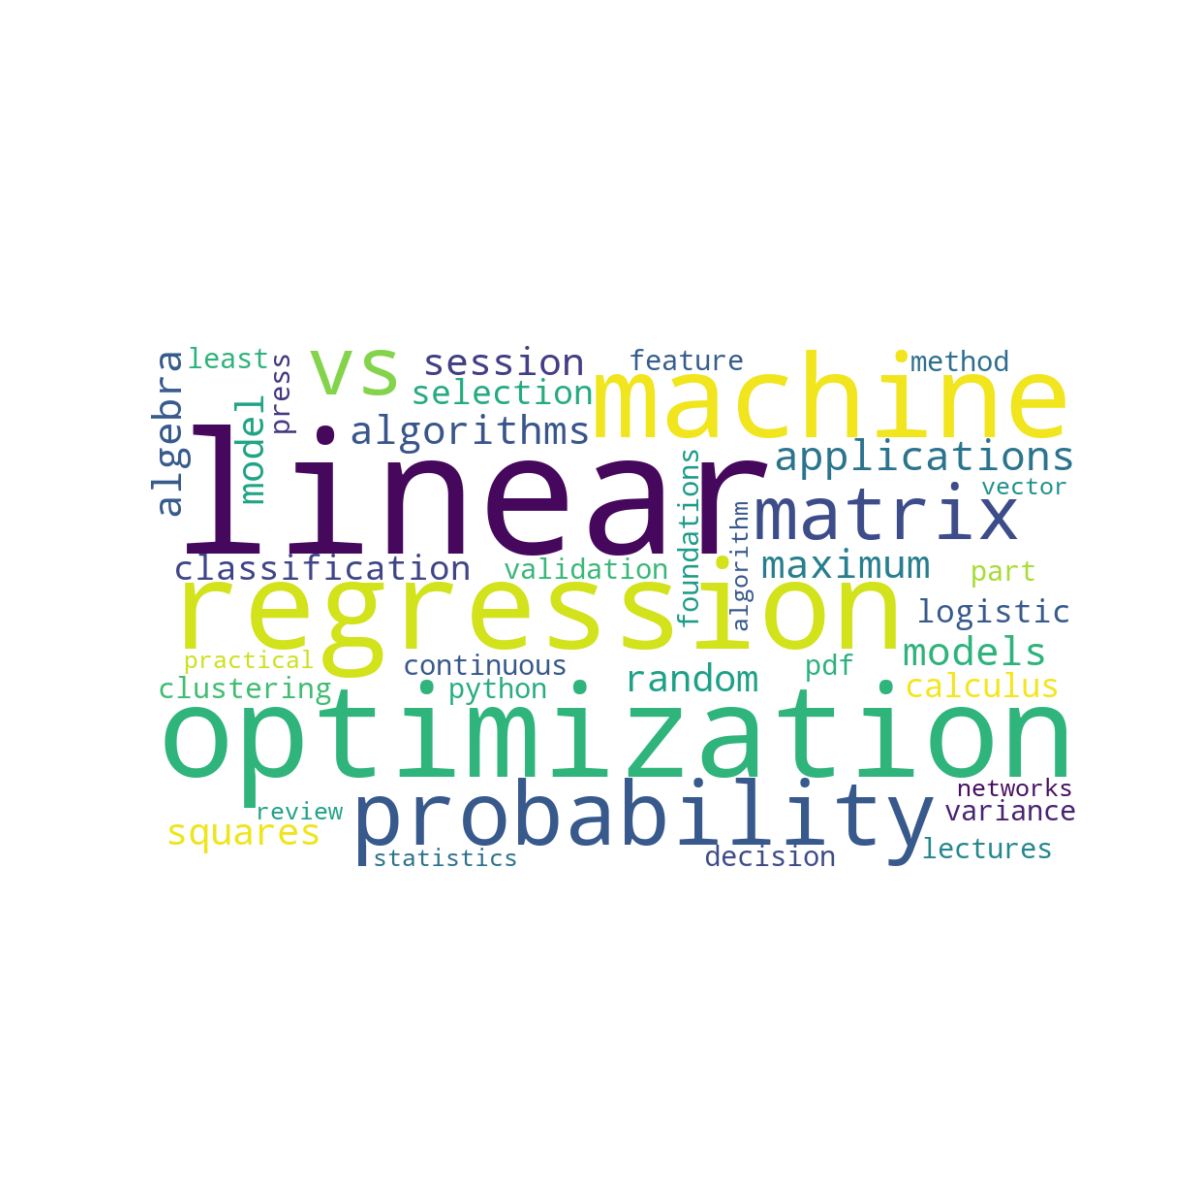 least
vs
session
feature
method
algebra
press
selection
machine
model
algorithms
linear
applications
foundations
vector
matrix
algorithm
classification
validation
maximum
part
regression
logistic
practical
continuous
pdf
models
clustering
python
random
calculus
optimization
networks
review
probability
variance
squares
statistics
decision
lectures